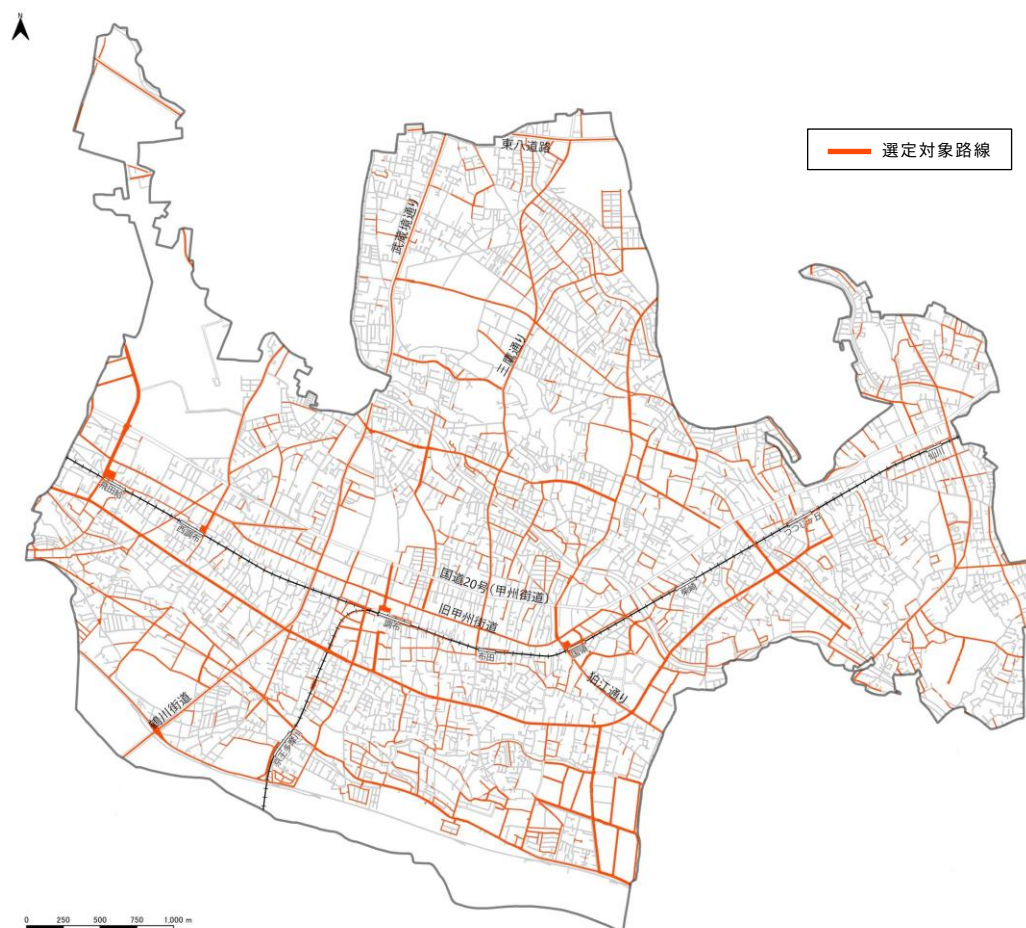 N
東八道路
選定対象路線
武蔵境通り
三鷹通り
仙川
つつじヶ丘
飛田給
西調布
柴崎
国道20号(甲州街道)
旧甲州街道
調布
布田
国領
狛江通り
鶴川街道
京王多摩川
0 250 500 750 1,000 m